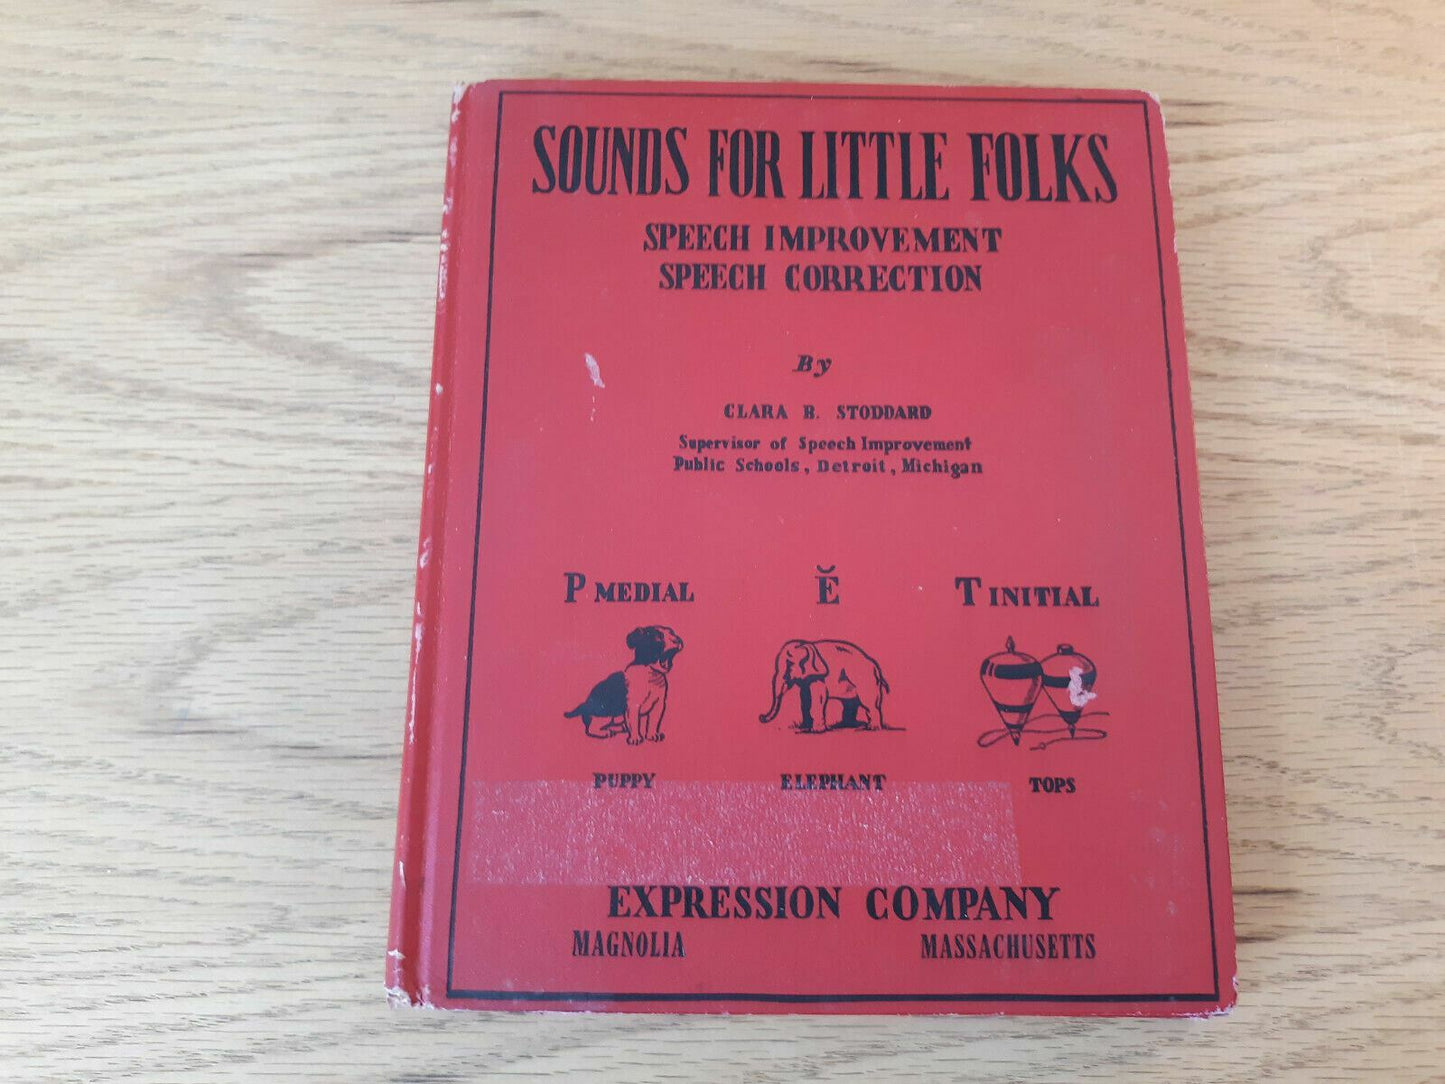 SOUNDS FOR LITTLE FOLKS
SPEECH IMPROVEMENT
SPEECH CORRECTION
By
CLARA B. STODDARD
Supervisor of Speech Improvement
Public Schools, Detroit, Michigan
P MEDIAL
Ĕ
T INITIAL
PUPPY
ELEPHANT
TOPS
EXPRESSION COMPANY
MAGNOLIA MASSACHUSETTS